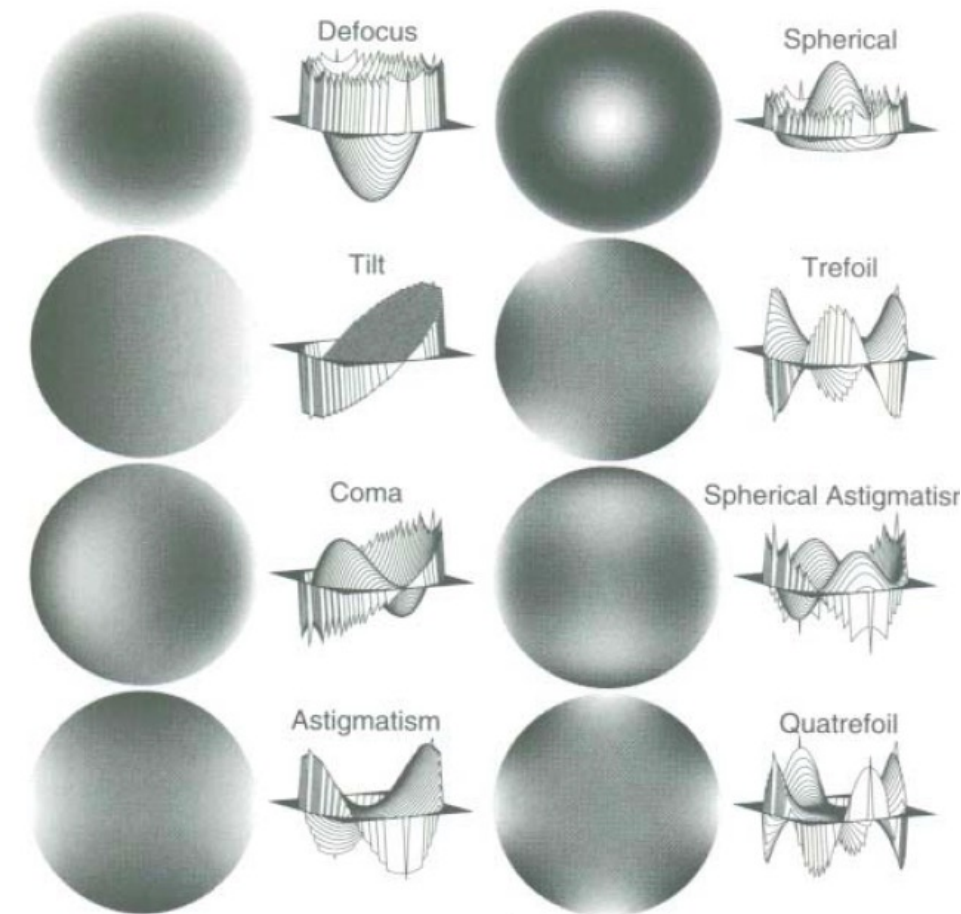 Defocus
Spherical
Tilt
Trefoil
Coma
Spherical Astigmatism
Astigmatism
Quatrefoil